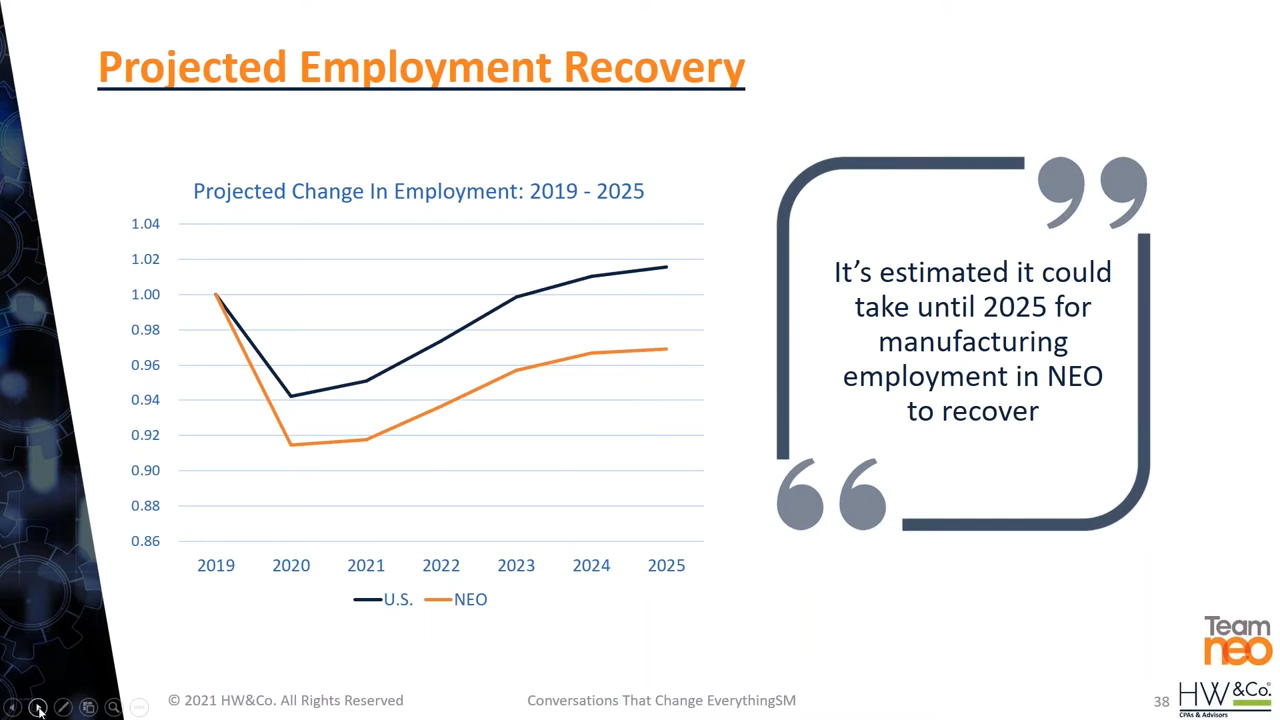 Projected Employment Recovery
Projected Change In Employment: 2019 - 2025
1.04
1.02
1.00
0.98
0.96
0.94
0.92
0.90
0.88
0.86
2019 2020 2021 2022 2023 2024 2025
U.S. NEO
It’s estimated it could
take until 2025 for
manufacturing
employment in NEO
to recover
Team
neo
© 2021 HW&Co. All Rights Reserved
Conversations That Change EverythingSM
38
HW&Co.
CPAs & Advisors